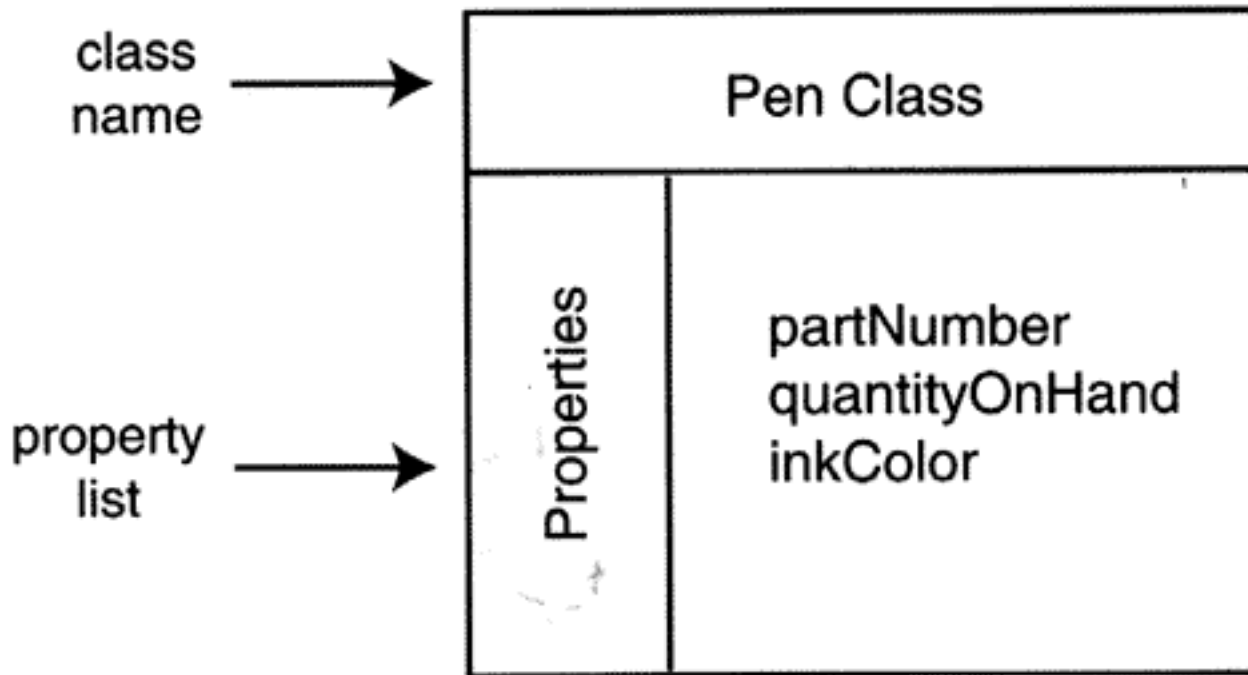 class
name
Pen Class
property
list
Properties
partNumber
quantityOnHand
inkColor